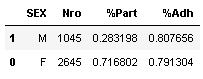 SEX Nro %Part %Adh
1 M 1045 0.283198 0.807656
0 F 2645 0.716802 0.791304